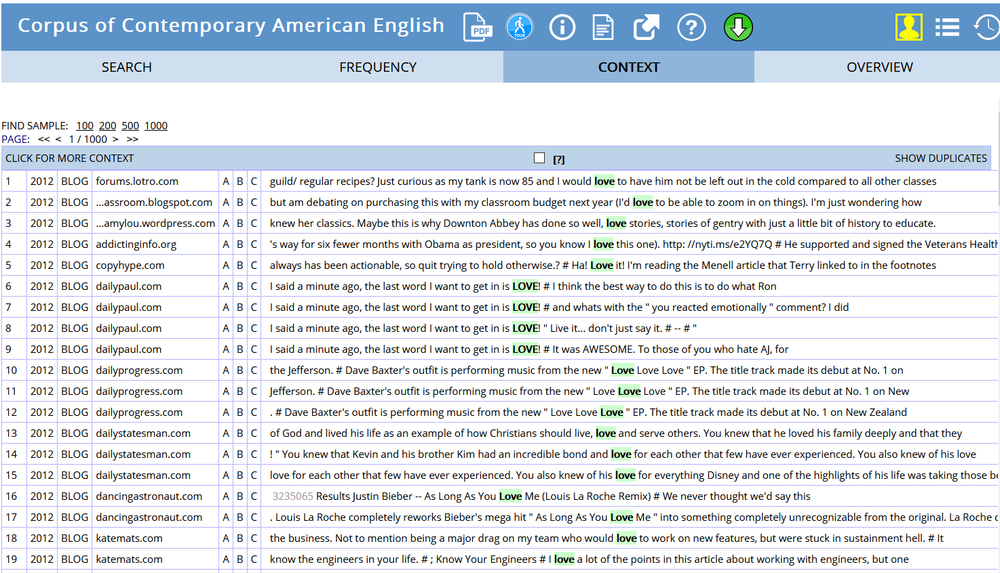 Corpus of Contemporary American English PDF TOUR
SEARCH FREQUENCY CONTEXT OVERVIEW
FIND SAMPLE: 100 200 500 1000
PAGE: << < 1 / 1000 > >>
CLICK FOR MORE CONTEXT [?] SHOW DUPLICATES
1 2012 BLOG forums.lotro.com A B C guild/ regular recipes? Just curious as my tank is now 85 and I would love to have him not be left out in the cold compared to all other classes
2 2012 BLOG ...assroom.blogspot.com A B C but am debating on purchasing this with my classroom budget next year (I'd love to be able to zoom in on things). I'm just wondering how
3 2012 BLOG ...amylou.wordpress.com A B C knew her classics. Maybe this is why Downton Abbey has done so well, love stories, stories of gentry with just a little bit of history to educate.
4 2012 BLOG addictinginfo.org A B C 's way for six fewer months with Obama as president, so you know I love this one). http: //nyti.ms/e2YQ7Q # He supported and signed the Veterans Health
5 2012 BLOG copyhype.com A B C always has been actionable, so quit trying to hold otherwise.? # Ha! Love it! I'm reading the Menell article that Terry linked to in the footnotes
6 2012 BLOG dailypaul.com A B C I said a minute ago, the last word I want to get in is LOVE! # I think the best way to do this is to do what Ron
7 2012 BLOG dailypaul.com A B C I said a minute ago, the last word I want to get in is LOVE! # and whats with the " you reacted emotionally " comment? I did
8 2012 BLOG dailypaul.com A B C I said a minute ago, the last word I want to get in is LOVE! " Live it... don't just say it. # -- # "
9 2012 BLOG dailypaul.com A B C I said a minute ago, the last word I want to get in is LOVE! # It was AWESOME. To those of you who hate AJ, for
10 2012 BLOG dailyprogress.com A B C the Jefferson. # Dave Baxter's outfit is performing music from the new " Love Love Love " EP. The title track made its debut at No. 1 on
11 2012 BLOG dailyprogress.com A B C Jefferson. # Dave Baxter's outfit is performing music from the new " Love Love Love " EP. The title track made its debut at No. 1 on New
12 2012 BLOG dailyprogress.com A B C . # Dave Baxter's outfit is performing music from the new " Love Love Love " EP. The title track made its debut at No. 1 on New Zealand
13 2012 BLOG dailystatesman.com A B C of God and lived his life as an example of how Christians should live, love and serve others. You knew that he loved his family deeply and that they
14 2012 BLOG dailystatesman.com A B C ! " You knew that Kevin and his brother Kim had an incredible bond and love for each other that few have ever experienced. You also knew of his love
15 2012 BLOG dailystatesman.com A B C love for each other that few have ever experienced. You also knew of his love for everything Disney and one of the highlights of his life was taking those be
16 2012 BLOG dancingastronaut.com A B C 3235065 Results Justin Bieber -- As Long As You Love Me (Louis La Roche Remix) # We never thought we'd say this
17 2012 BLOG dancingastronaut.com A B C . Louis La Roche completely reworks Bieber's mega hit " As Long As You Love Me " into something completely unrecognizable from the original. La Roche
18 2012 BLOG katemats.com A B C the business. Not to mention being a major drag on my team who would love to work on new features, but were stuck in sustainment hell. # It
19 2012 BLOG katemats.com A B C know the engineers in your life. # ; Know Your Engineers # I love a lot of the points in this article about working with engineers, but one